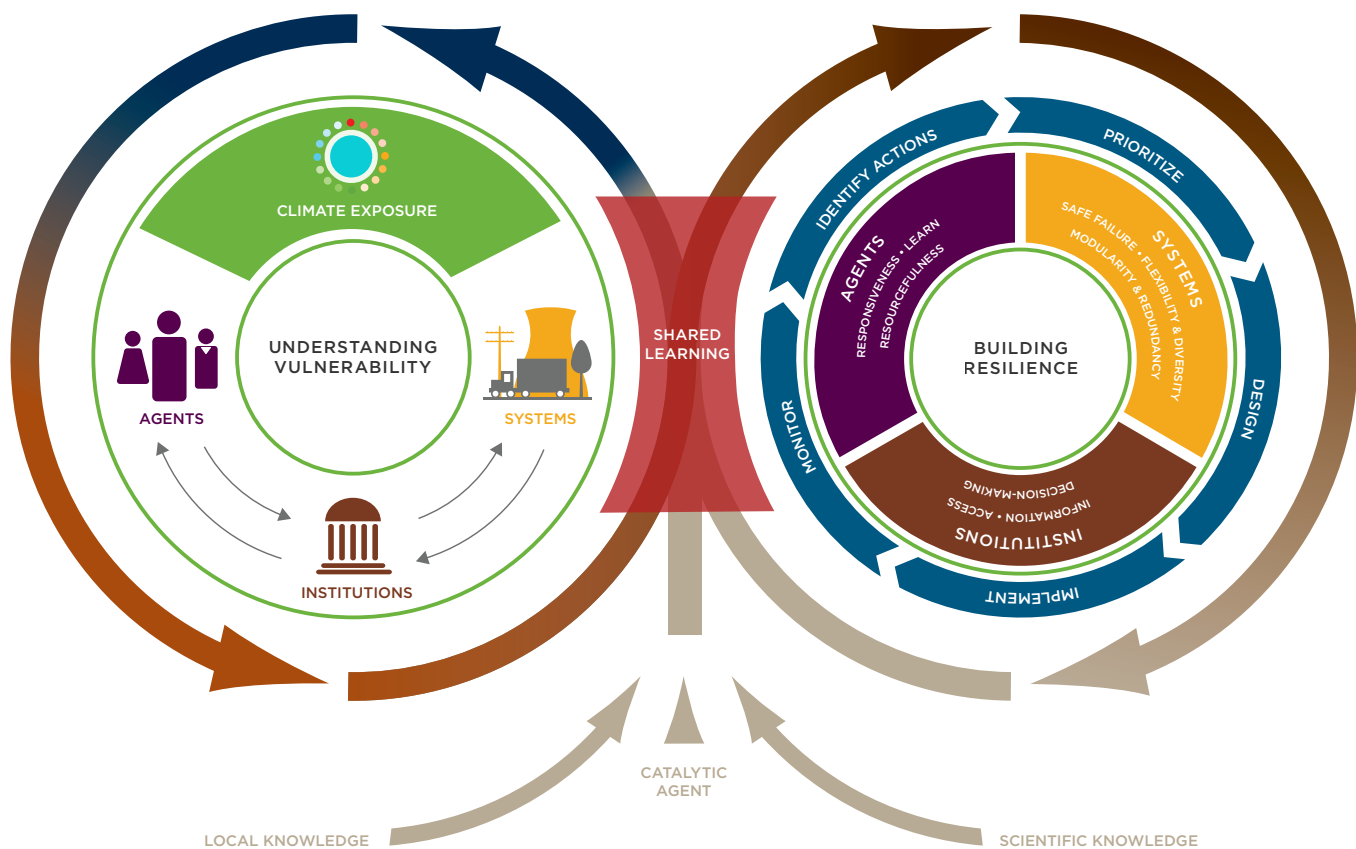 CLIMATE EXPOSURE
UNDERSTANDING
VULNERABILITY
AGENTS
SYSTEMS
INSTITUTIONS
SHARED
LEARNING
IDENTIFY ACTIONS
PRIORITIZE
DESIGN
IMPLEMENT
MONITOR
AGENTS
RESPONSIVENESS • LEARN
RESOURCEFULNESS
SYSTEMS
SAFE FAILURE • FLEXIBILITY & DIVERSITY
MODULARITY & REDUNDANCY
BUILDING
RESILIENCE
INSTITUTIONS
INFORMATION • ACCESS
DECISION-MAKING
CATALYTIC
AGENT
LOCAL KNOWLEDGE
SCIENTIFIC KNOWLEDGE